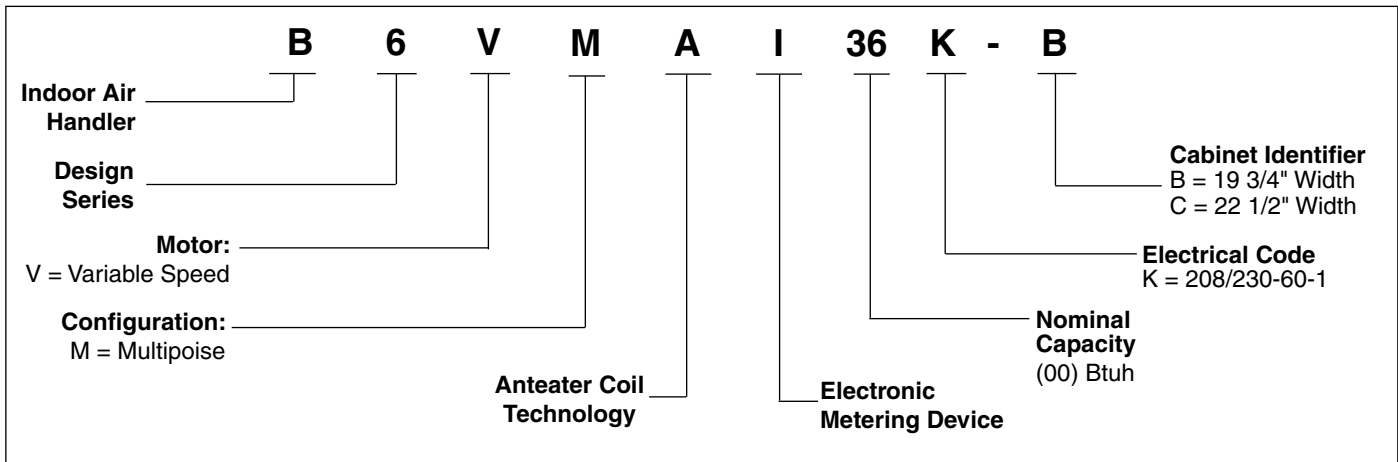 B 6 V M A I 36 K - B
Indoor Air
Handler
Design
Series
Motor:
V = Variable Speed
Configuration:
M = Multipoise
Anteater Coil
Technology
Electronic
Metering Device
Nominal
Capacity
(00) Btuh
Electrical Code
K = 208/230-60-1
Cabinet Identifier
B = 19 3/4" Width
C = 22 1/2" Width